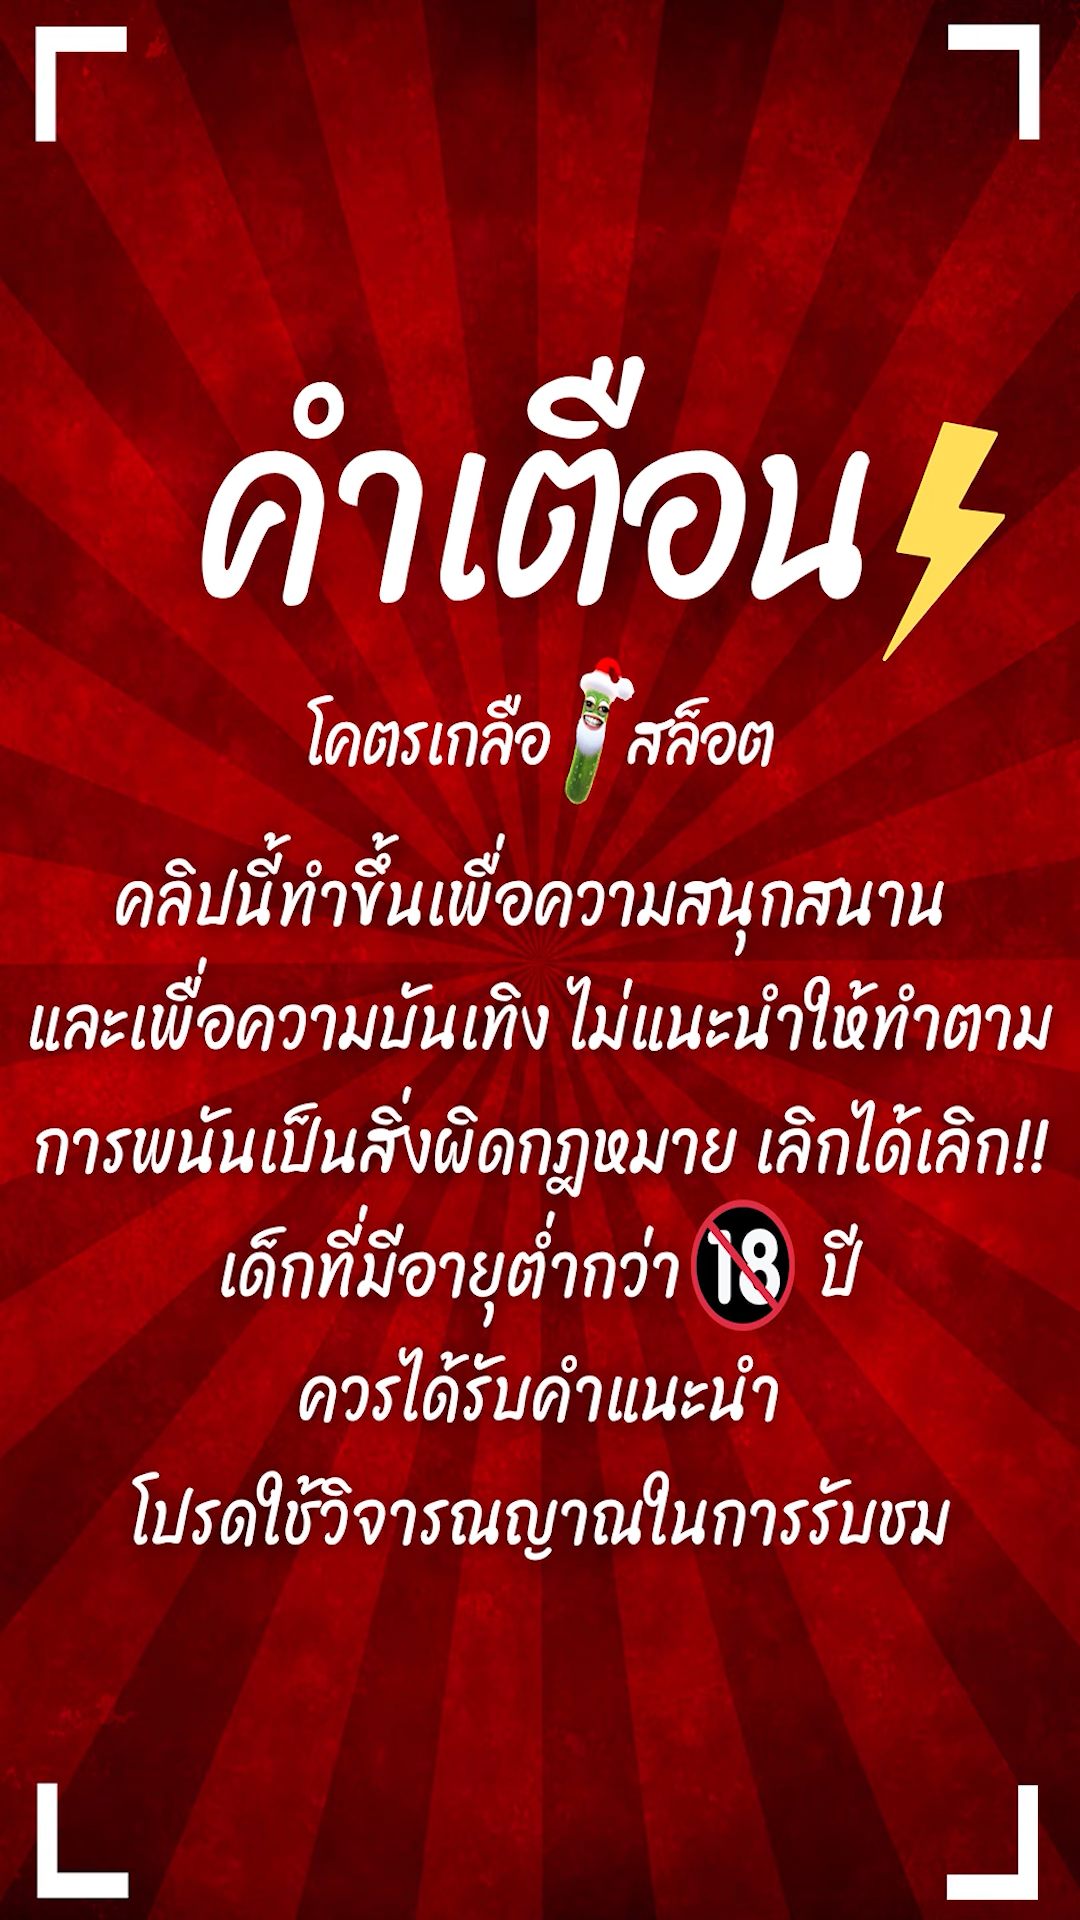 คำเตือน
โคตรเกลือ สล็อต
คลิปนี้ทำขึ้นเพื่อความสนุกสนาน
และเพื่อความบันเทิง ไม่แนะนำให้ทำตาม
การพนันเป็นสิ่งผิดกฎหมาย เลิกได้เลิก!!
เด็กที่มีอายุต่ำกว่า 18 ปี
ควรได้รับคำแนะนำ
โปรดใช้วิจารณญาณในการรับชม